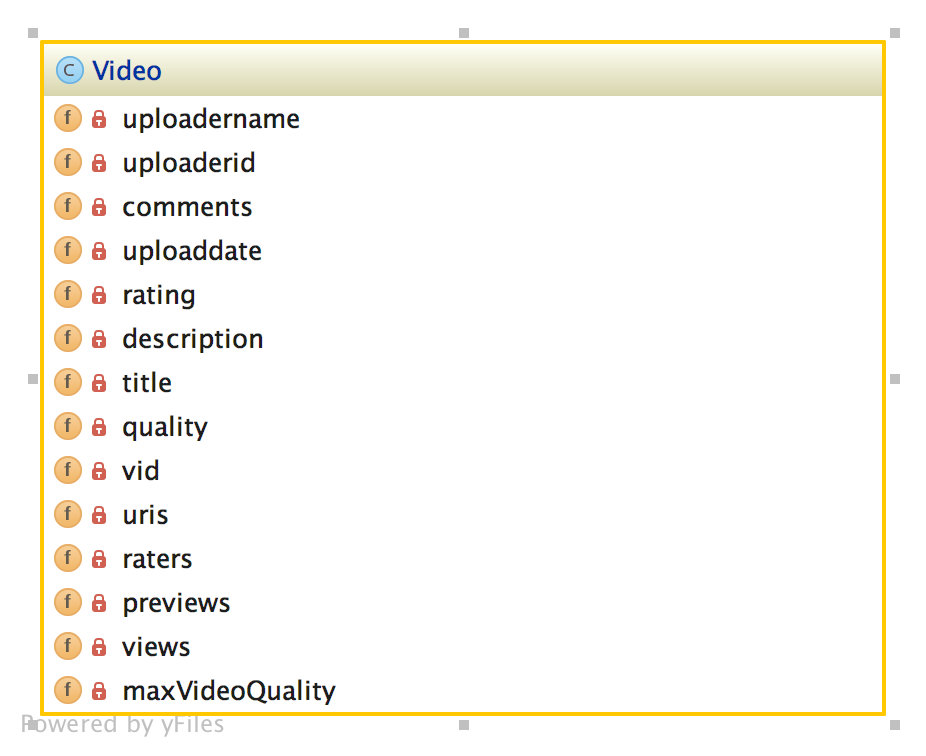 C Video
f uploadername
f uploaderid
f comments
f uploaddate
f rating
f description
f title
f quality
f vid
f uris
f raters
f previews
f views
f maxVideoQuality
Powered by yFiles